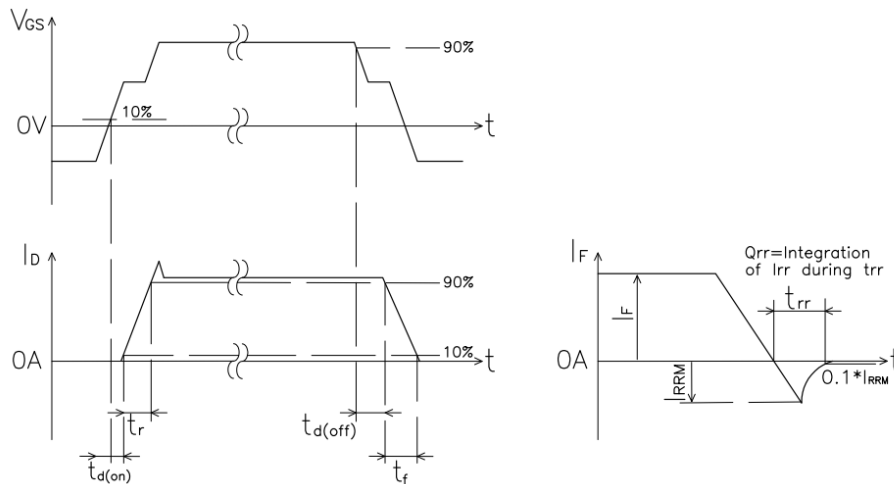 VGS
90%
10%
0V
t
ID
90%
0A
10%
t
tr
td(on)
td(off)
tf
IF
Qrr=Integration
of Irr during trr
trr
IF
0A
t
IRRM
0.1*IRRM